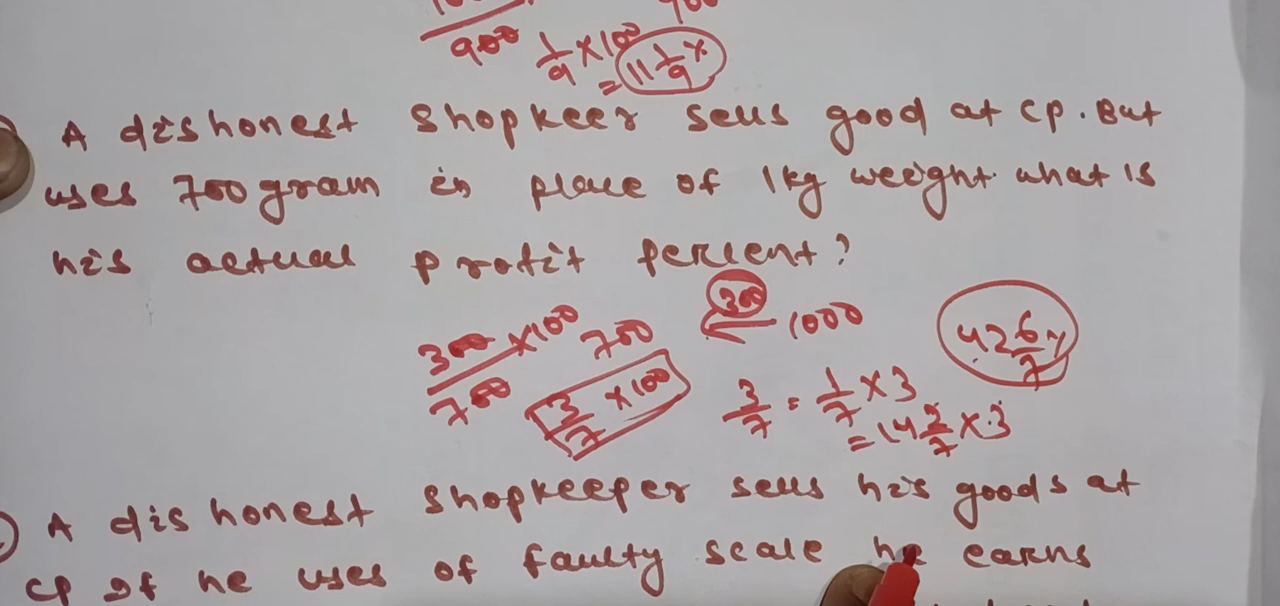 900 1/9 × 100
= 11 1/9 %
A dishonest shopkeer sells good at CP. But
uses 700 gram in place of 1kg weight what is
his actual profit percent?
300 × 100 / 700
700 300 1000
3/7 × 100
3/7 = 1/7 × 3
= 14 2/7 × 3
42 6/7 %
A dishonest shopkeeper sells his goods at
CP If he uses of faulty scale he earns